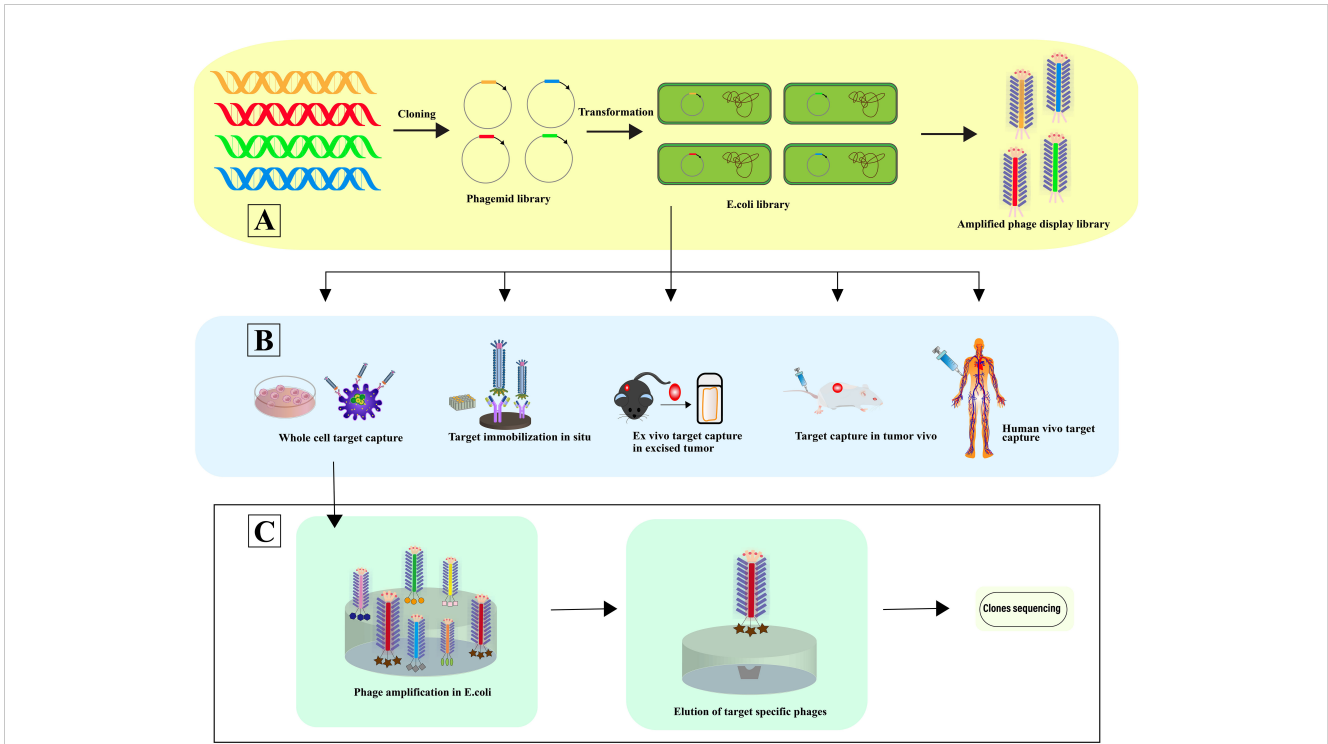 Cloning
Transformation
Phagemid library
E.coli library
Amplified phage display library
A
B
Whole cell target capture
Target immobilization in situ
Ex vivo target capture
in excised tumor
Target capture in tumor vivo
Human vivo target
capture
C
Phage amplification in E.coli
Elution of target specific phages
Clones sequencing